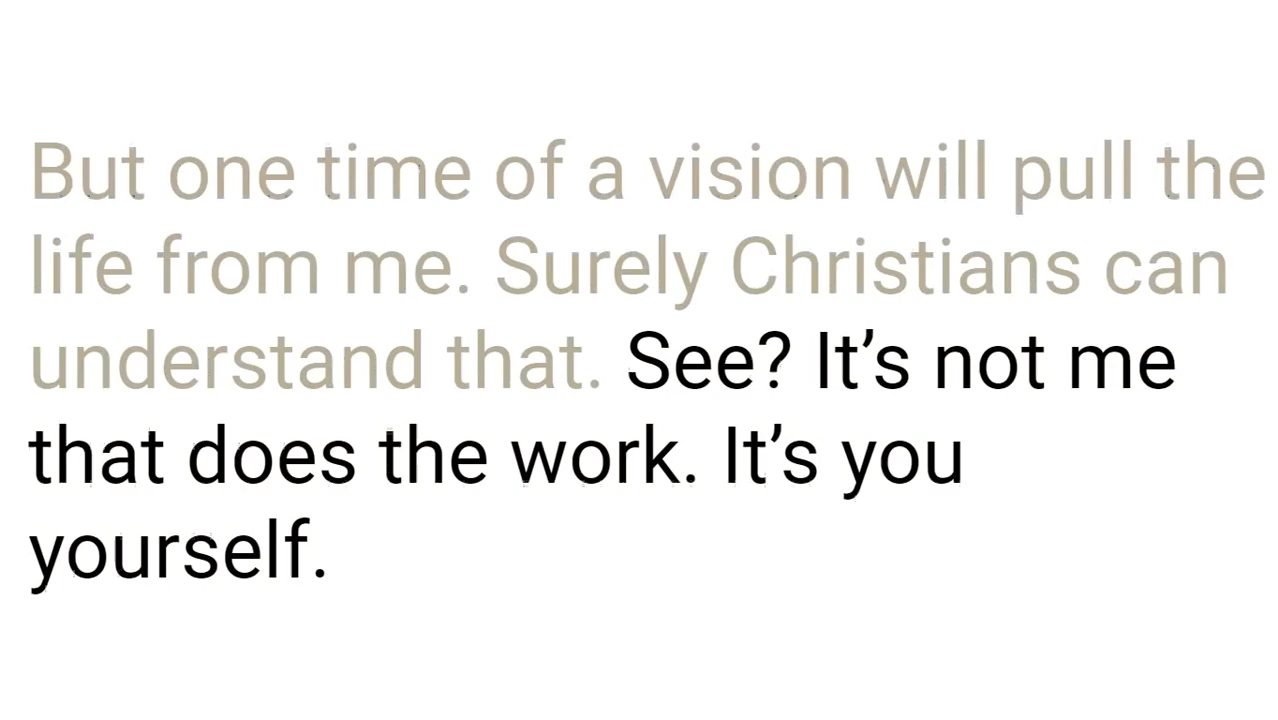 But one time of a vision will pull the
life from me. Surely Christians can
understand that. See? It’s not me
that does the work. It’s you
yourself.